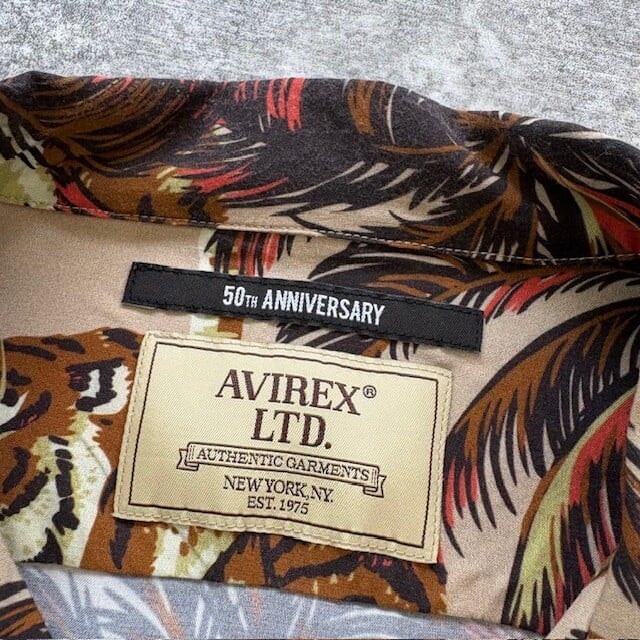 50TH ANNIVERSARY
AVIREX®
LTD.
AUTHENTIC GARMENTS
NEW YORK, NY.
EST. 1975